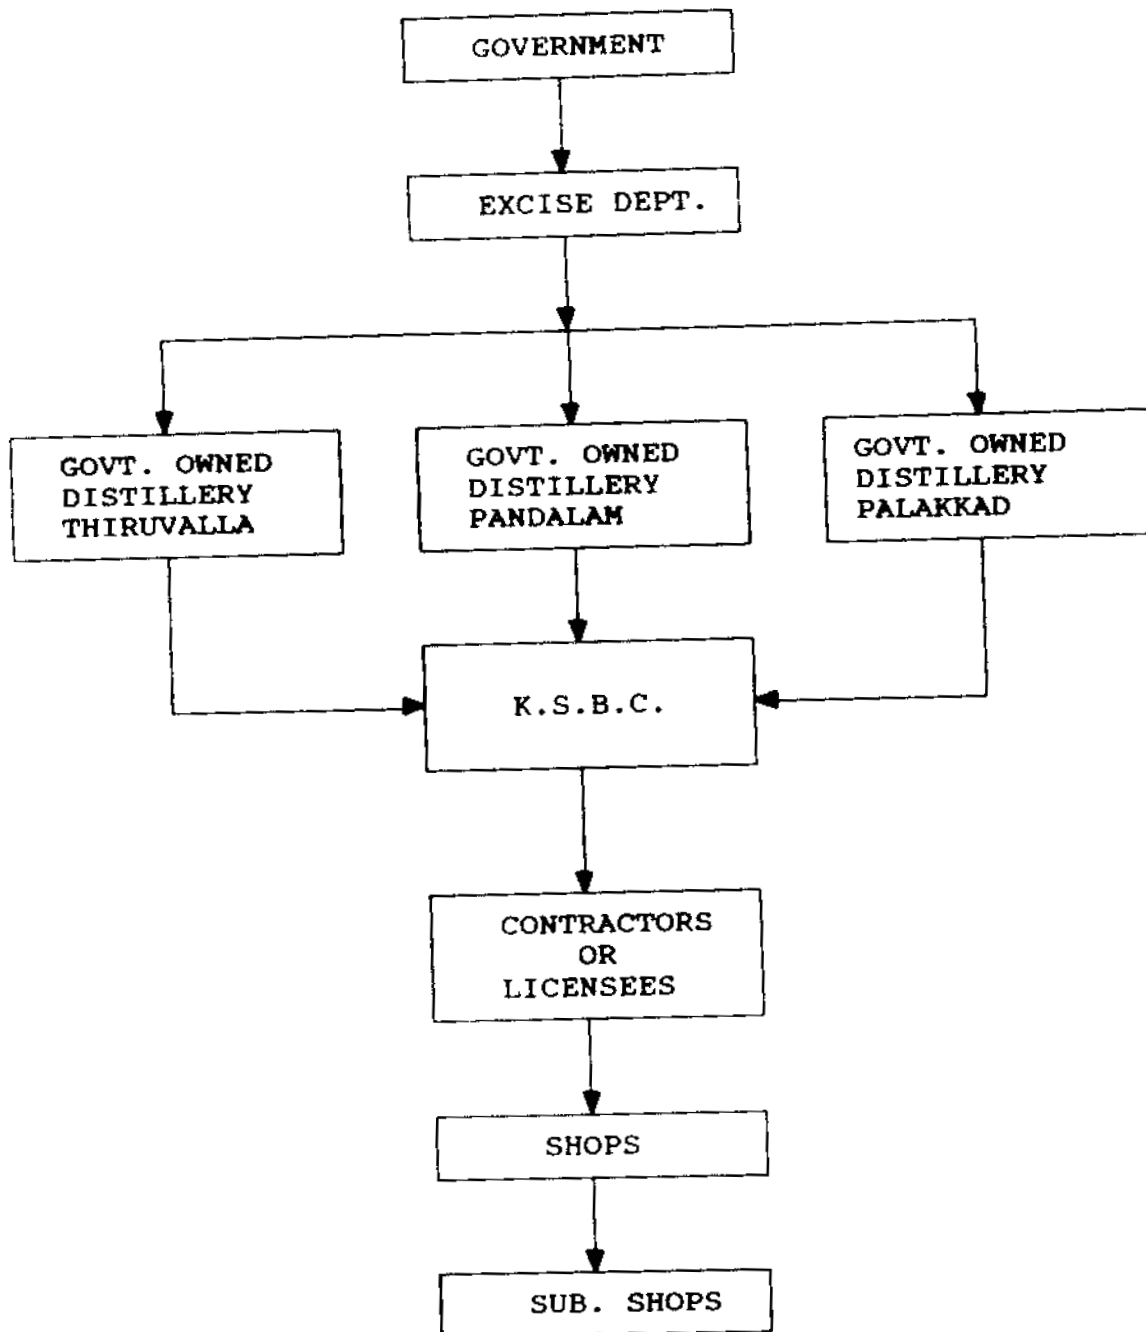 GOVERNMENT
EXCISE DEPT.
GOVT. OWNED
DISTILLERY
THIRUVALLA
GOVT. OWNED
DISTILLERY
PANDALAM
GOVT. OWNED
DISTILLERY
PALAKKAD
K.S.B.C.
CONTRACTORS
OR
LICENSEES
SHOPS
SUB. SHOPS